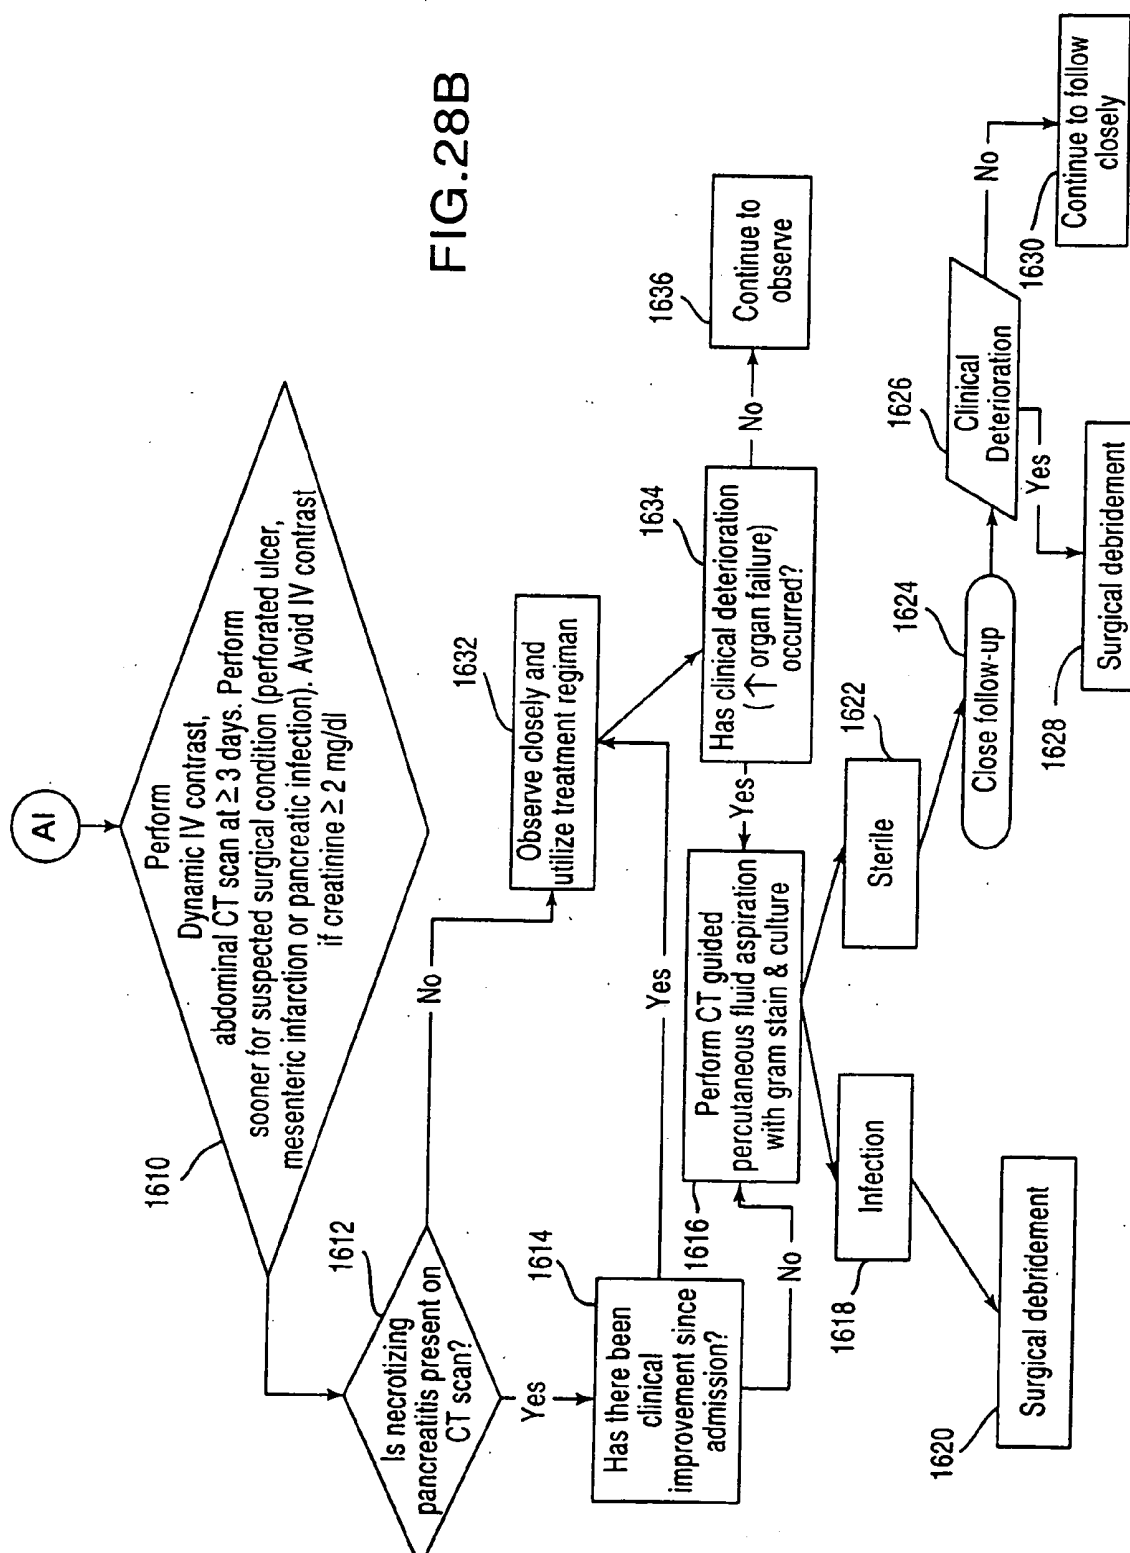 FIG.28B
AI
Perform
Dynamic IV contrast,
abdominal CT scan at ≥ 3 days. Perform
sooner for suspected surgical condition (perforated ulcer,
mesenteric infarction or pancreatic infection). Avoid IV contrast
if creatinine ≥ 2 mg/dl
1610
1612
Is necrotizing
pancreatitis present on
CT scan?
No
Yes
1632
Observe closely and
utilize treatment regiman
1614
Has there been
clinical
improvement since
admission?
Yes
No
1634
Has clinical deterioration
(↑ organ failure)
occurred?
No
Yes
1636
Continue to
observe
1616
Perform CT guided
percutaneous fluid aspiration
with gram stain & culture
1618
Infection
1622
Sterile
1620
Surgical debridement
1624
Close follow-up
1626
Clinical
Deterioration
No
Yes
1628
Surgical debridement
1630
Continue to follow
closely